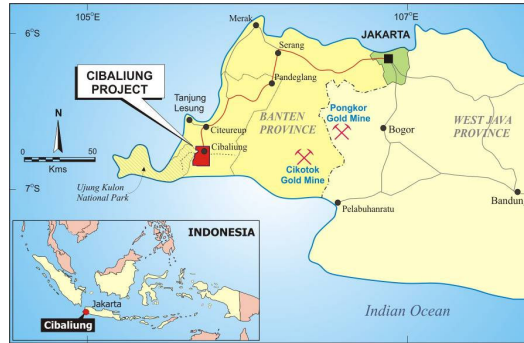 105°E
107°E
6°S
7°S
Merak
JAKARTA
Serang
CIBALIUNG
PROJECT
Pandeglang
Tanjung
Lesung
Citeureup
BANTEN
PROVINCE
Pongkor
Gold Mine
WEST JAVA
PROVINCE
Bogor
N
0
50
Kms
Cibaliung
Cikotok
Gold Mine
Ujung Kulon
National Park
Pelabuhanratu
Bandung
INDONESIA
Jakarta
Cibaliung
Indian Ocean